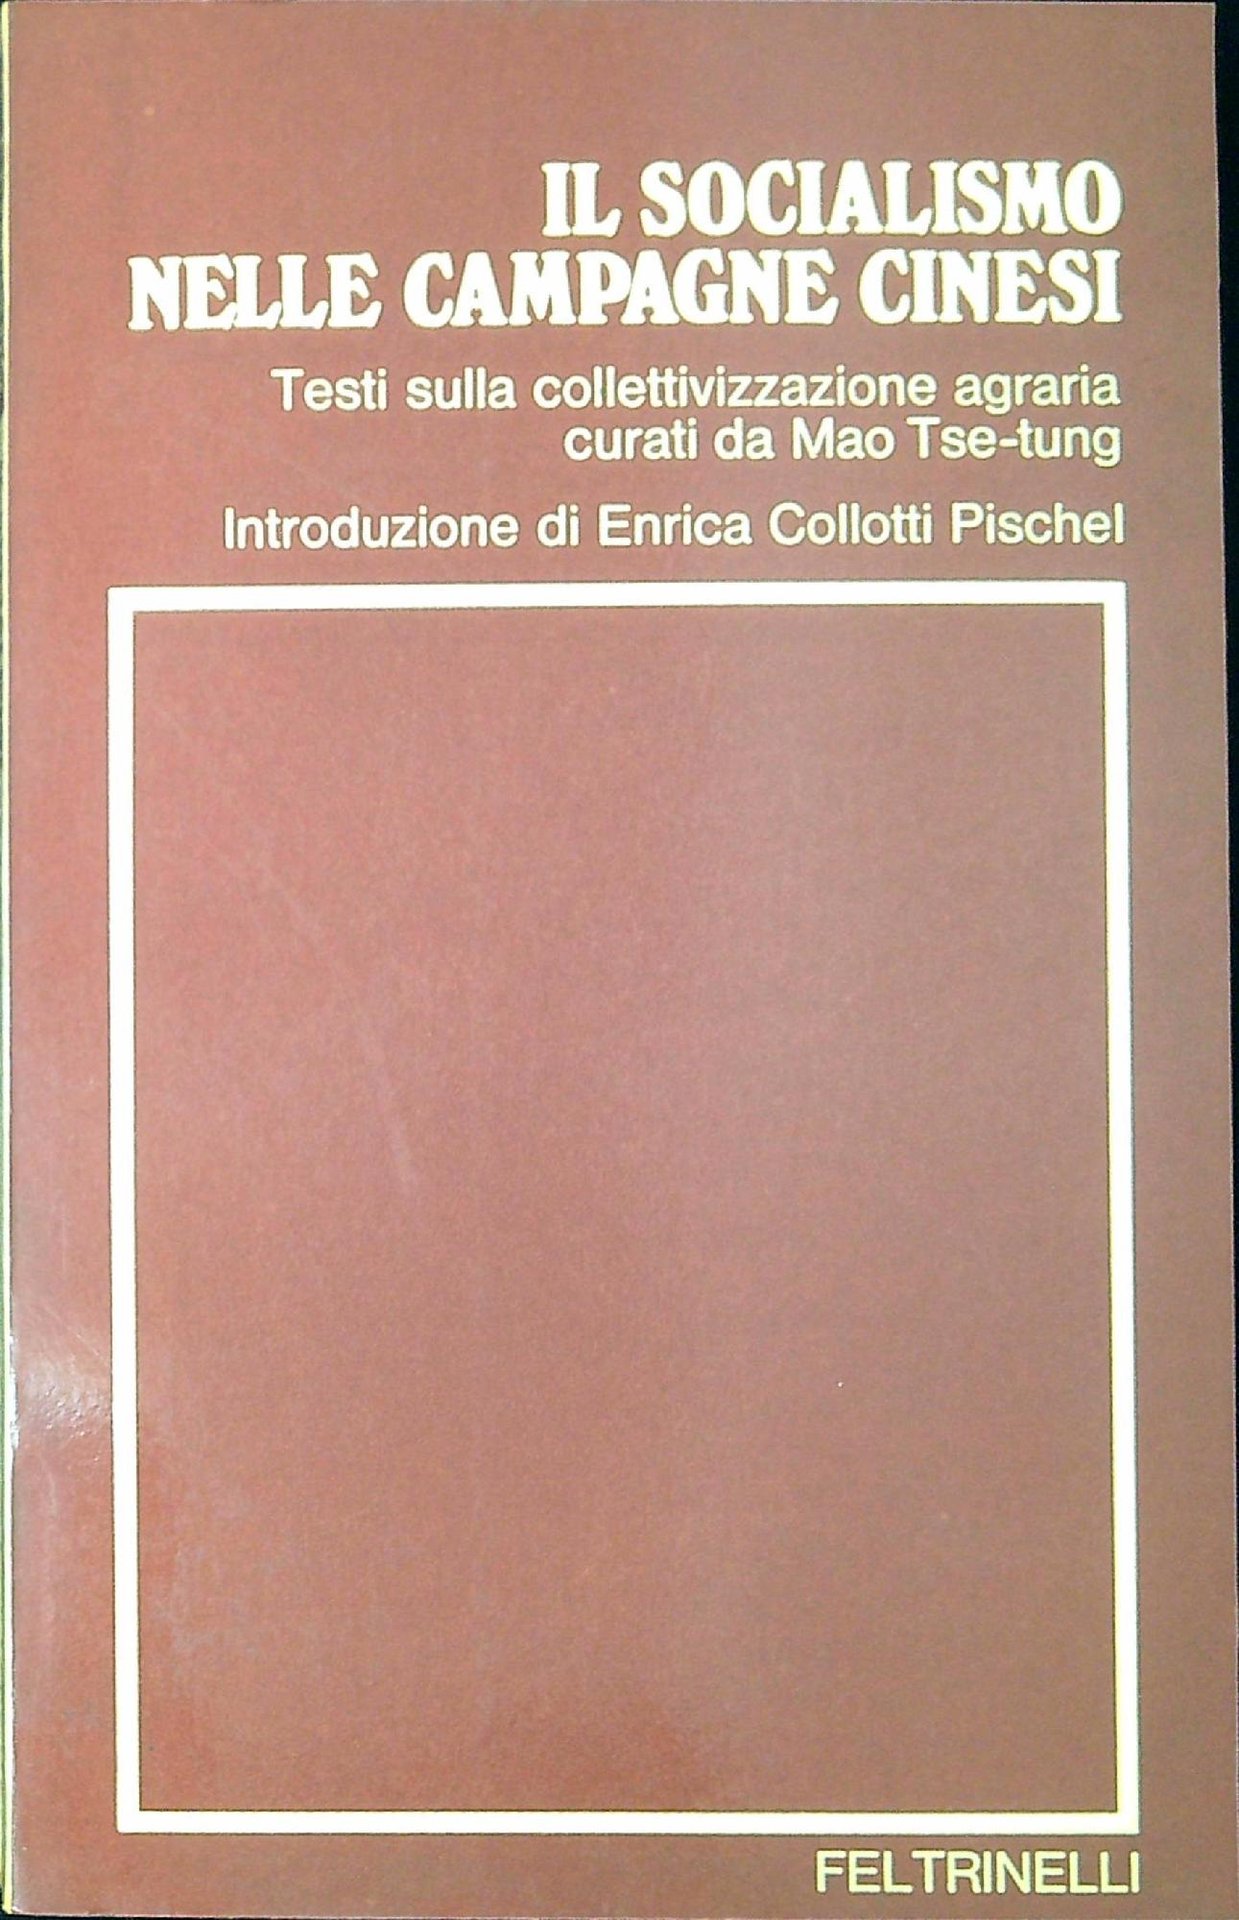 IL SOCIALISMO
NELLE CAMPAGNE CINESI
Testi sulla collettivizzazione agraria
curati da Mao Tse-tung
Introduzione di Enrica Collotti Pischel
FELTRINELLI